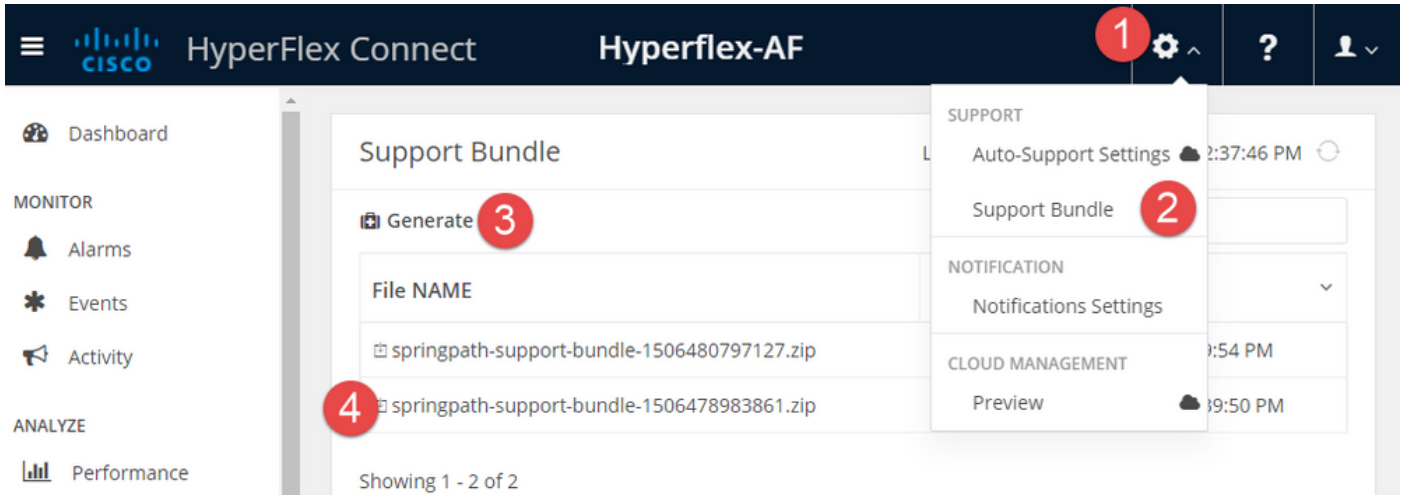 CISCO HyperFlex Connect Hyperflex-AF 1 ?
Dashboard
MONITOR
Alarms
Events
Activity
ANALYZE
Performance
Support Bundle L 2:37:46 PM
Generate 3
File NAME
springpath-support-bundle-1506480797127.zip :54 PM
4 springpath-support-bundle-1506478983861.zip 39:50 PM
Showing 1 - 2 of 2
SUPPORT
Auto-Support Settings
Support Bundle 2
NOTIFICATION
Notifications Settings
CLOUD MANAGEMENT
Preview